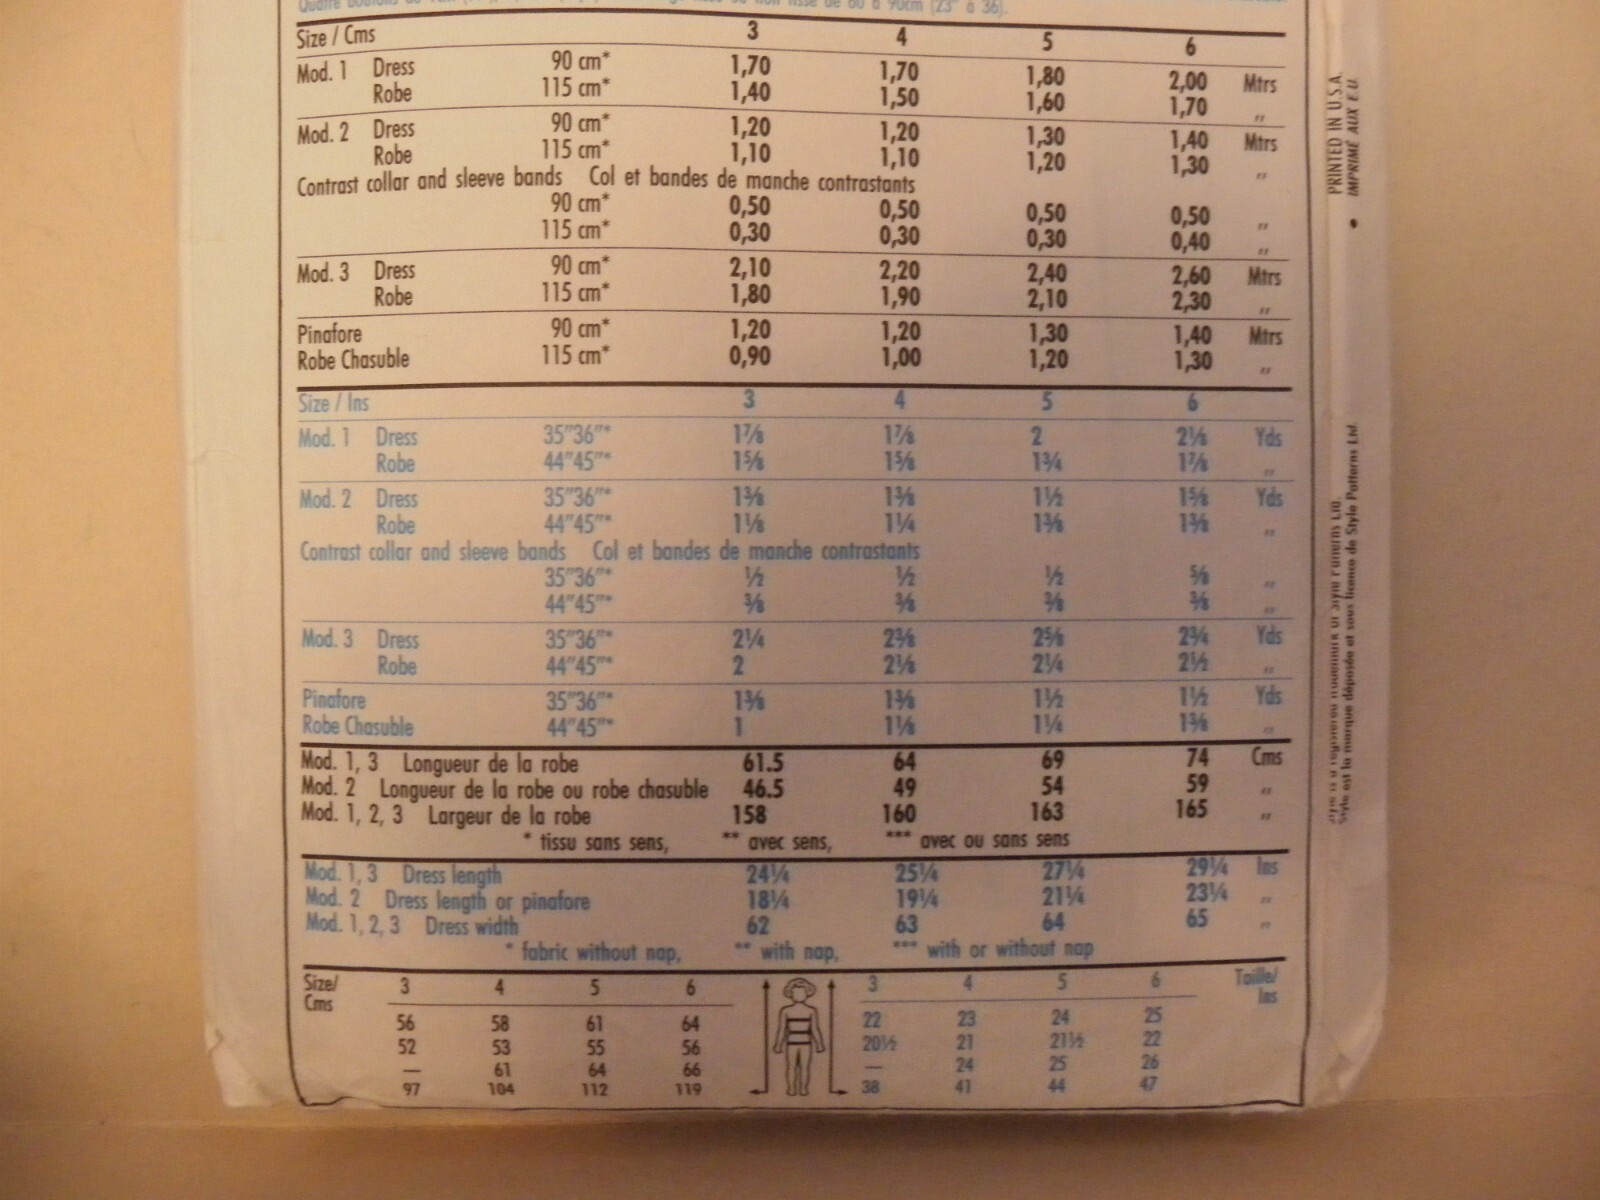 Quatre boutons de 60 à 90cm (23" à 36).
Size / Cms 3 4 5 6
Mod. 1 Dress 90 cm* 1,70 1,70 1,80 2,00 Mtrs
Robe 115 cm* 1,40 1,50 1,60 1,70 ,,
Mod. 2 Dress 90 cm* 1,20 1,20 1,30 1,40 Mtrs
Robe 115 cm* 1,10 1,10 1,20 1,30 ,,
Contrast collar and sleeve bands Col et bandes de manche contrastants
90 cm* 0,50 0,50 0,50 0,50 ,,
115 cm* 0,30 0,30 0,30 0,40 ,,
Mod. 3 Dress 90 cm* 2,10 2,20 2,40 2,60 Mtrs
Robe 115 cm* 1,80 1,90 2,10 2,30 ,,
Pinafore 90 cm* 1,20 1,20 1,30 1,40 Mtrs
Robe Chasuble 115 cm* 0,90 1,00 1,20 1,30 ,,
Size / Ins 3 4 5 6
Mod. 1 Dress 35"36"* 1⅞ 1⅞ 2 2⅛ Yds
Robe 44"45"* 1⅝ 1⅝ 1¾ 1⅞ ,,
Mod. 2 Dress 35"36"* 1⅜ 1⅜ 1½ 1⅝ Yds
Robe 44"45"* 1⅛ 1¼ 1⅜ 1⅜ ,,
Contrast collar and sleeve bands Col et bandes de manche contrastants
35"36"* ½ ½ ½ ⅝ ,,
44"45"* ⅜ ⅜ ⅜ ⅜ ,,
Mod. 3 Dress 35"36"* 2¼ 2⅜ 2⅝ 2¾ Yds
Robe 44"45"* 2 2⅛ 2¼ 2½ ,,
Pinafore 35"36"* 1⅜ 1⅜ 1½ 1½ Yds
Robe Chasuble 44"45"* 1 1⅛ 1¼ 1⅜ ,,
Mod. 1, 3 Longueur de la robe 61.5 64 69 74 Cms
Mod. 2 Longueur de la robe ou robe chasuble 46.5 49 54 59 ,,
Mod. 1, 2, 3 Largeur de la robe 158 160 163 165 ,,
* tissu sans sens, ** avec sens, *** avec ou sans sens
Mod. 1, 3 Dress length 24¼ 25¼ 27¼ 29¼ Ins
Mod. 2 Dress length or pinafore 18¼ 19¼ 21¼ 23¼ ,,
Mod. 1, 2, 3 Dress width 62 63 64 65 ,,
* fabric without nap, ** with nap, *** with or without nap
Size/ Cms 3 4 5 6
56 58 61 64
52 53 55 56
— 61 64 66
97 104 112 119
3 4 5 6 Taille/ Ins
22 23 24 25
20½ 21 21½ 22
— 24 25 26
38 41 44 47
PRINTED IN U.S.A.
IMPRIMÉ AUX E.U.
•
Style est la marque déposée et sous licence de Style Patterns Ltd.